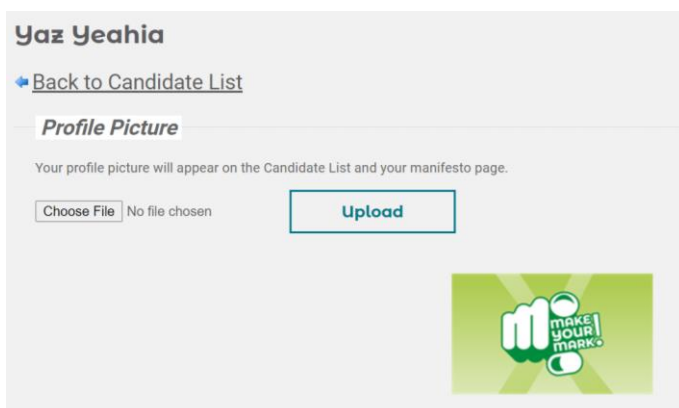 Yaz Yeahia
Back to Candidate List
Profile Picture
Your profile picture will appear on the Candidate List and your manifesto page.
Choose File No file chosen Upload
MAKE
YOUR
MARK!